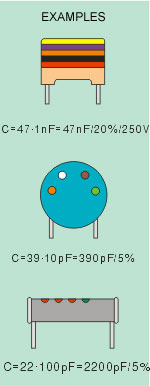 EXAMPLES
C=47·1nF=47nF/20%/250V
C=39·10pF=390pF/5%
C=22·100pF=2200pF/5%